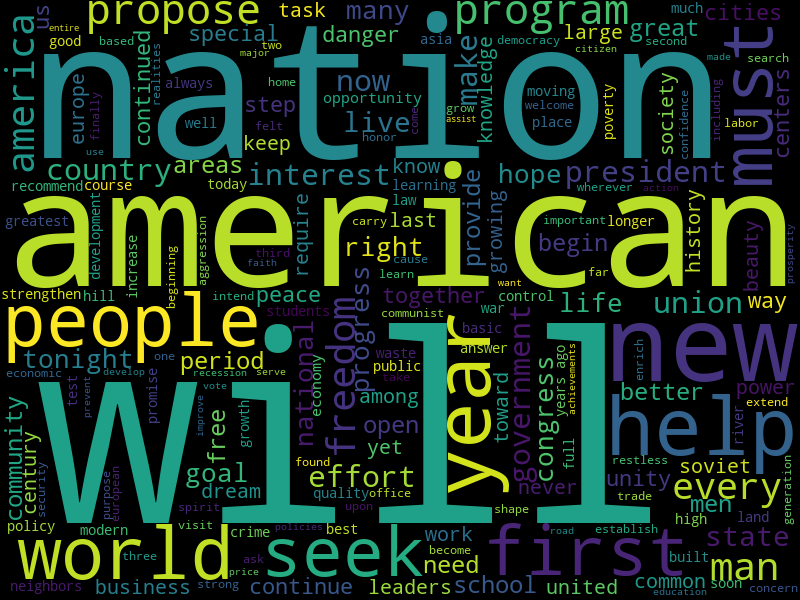 us
propose
task
many
program
much
cities
entire
good
based
special
danger
asia
democracy
large
great
america
continued
realities
two
major
citizen
second
made
search
nation
must
europe
finally
always
home
now
make
knowledge
moving
poverty
society
confidence
including
centers
step
opportunity
grow
welcome
well
live
come
assist
place
labor
use
felt
keep
honor
country
areas
interest
know
hope
president
recommend
course
today
learning
law
provide
wherever
action
american
greatest
development
increase
beginning
aggression
require
carry
last
growing
important
longer
history
beauty
prosperity
third
faith
right
cause
learn
begin
far
want
strengthen
hill
intend
peace
students
together
control
life
union
way
communist
war
people
freedom
progress
year
basic
government
new
tonight
one
period
national
economy
waste
public
answer
congress
years ago
achievements
enrich
economic
test
develop
promise
recession
serve
take
toward
better
power
prevent
vote
will
among
full
help
river
extend
community
century
free
growth
improve
open
yet
restless
security
goal
found
effort
never
unity
soviet
generation
purpose
european
dream
quality
office
trade
every
spirit
upon
shape
men
land
policy
modern
visit
crime
policies
best
work
road
establish
high
state
world
three
ask
seek
become
need
first
built
man
price
common
soon
neighbors
business
strong
continue
leaders
school
united
education
concern